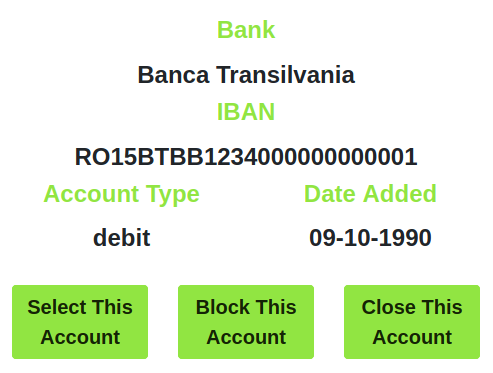 Bank
Banca Transilvania
IBAN
RO15BTBB1234000000000001
Account Type
Date Added
debit
09-10-1990
Select This
Account
Block This
Account
Close This
Account